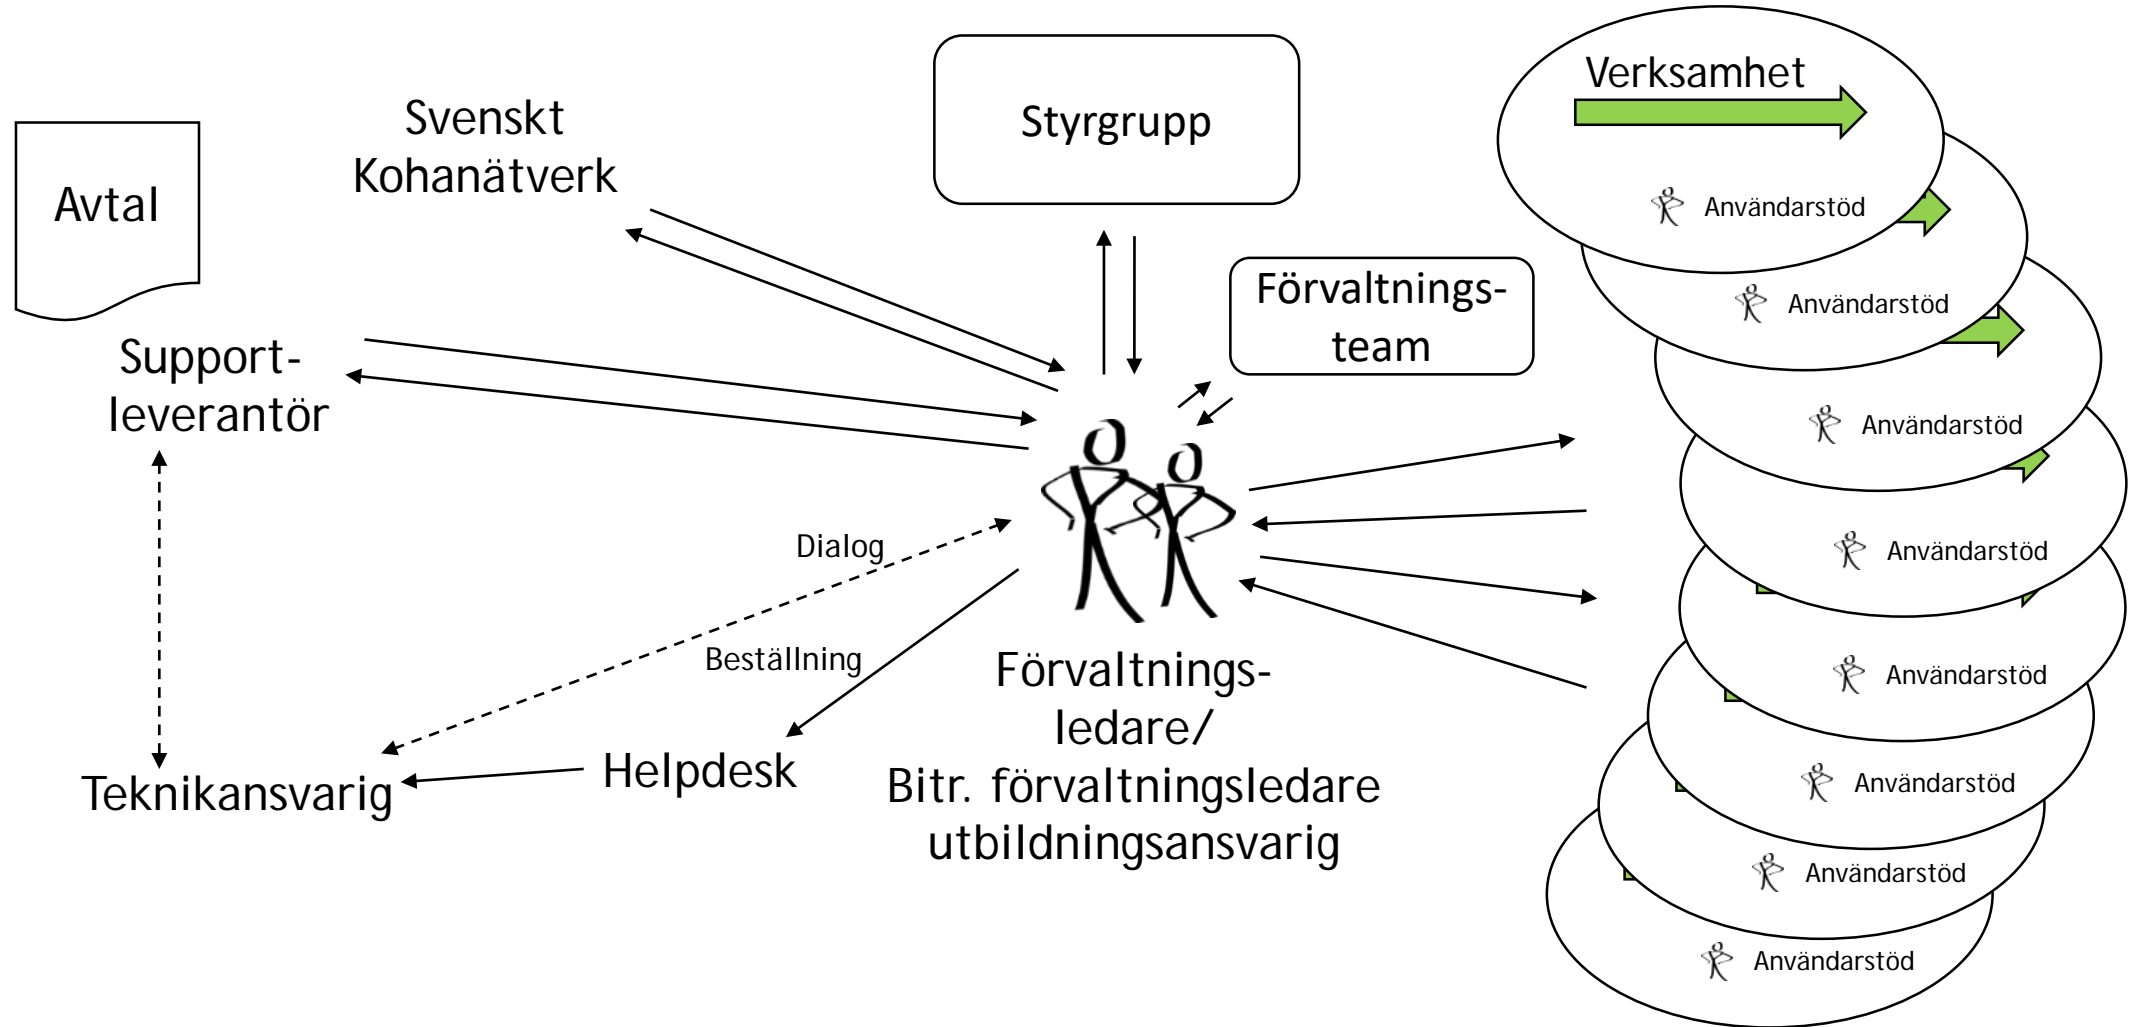 Avtal
Svenskt
Kohanätverk
Styrgrupp
Förvaltnings-
team
Support-
leverantör
Dialog
Beställning
Teknikansvarig
Helpdesk
Förvaltnings-
ledare/
Bitr. förvaltningsledare
utbildningsansvarig
Verksamhet
Användarstöd
Användarstöd
Användarstöd
Användarstöd
Användarstöd
Användarstöd
Användarstöd
Användarstöd